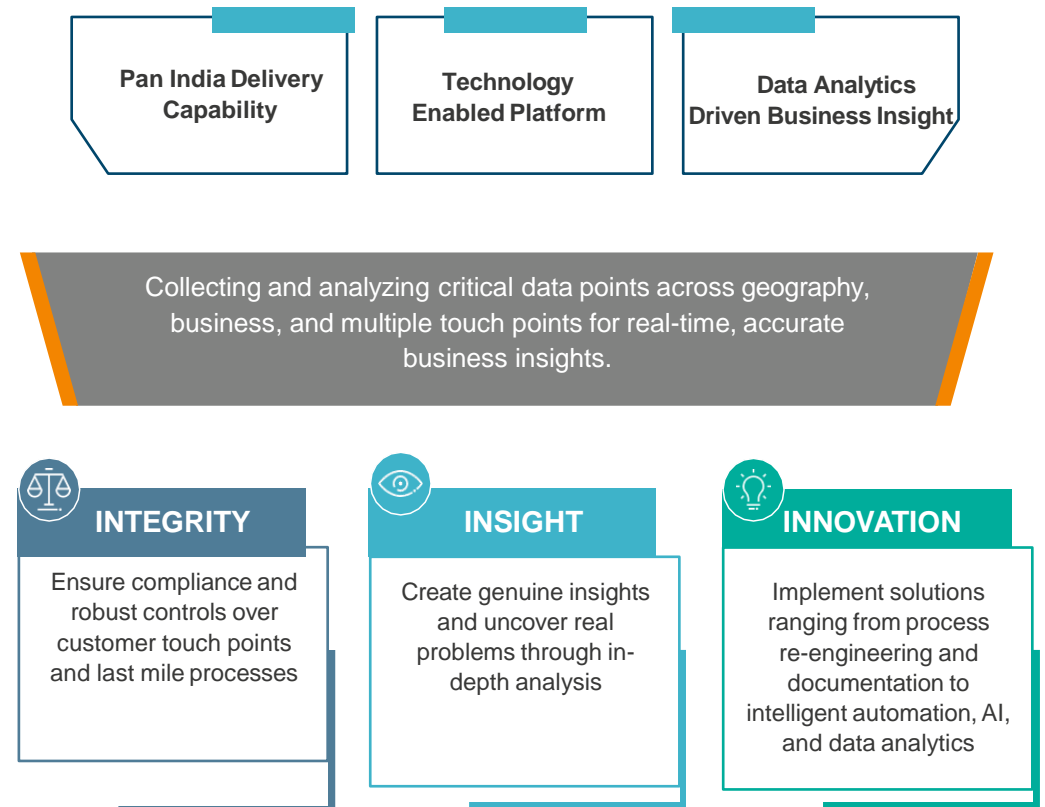 Pan India Delivery
Capability
Technology
Enabled Platform
Data Analytics
Driven Business Insight
Collecting and analyzing critical data points across geography,
business, and multiple touch points for real-time, accurate
business insights.
INTEGRITY
Ensure compliance and
robust controls over
customer touch points
and last mile processes
INSIGHT
Create genuine insights
and uncover real
problems through in-
depth analysis
INNOVATION
Implement solutions
ranging from process
re-engineering and
documentation to
intelligent automation, AI,
and data analytics